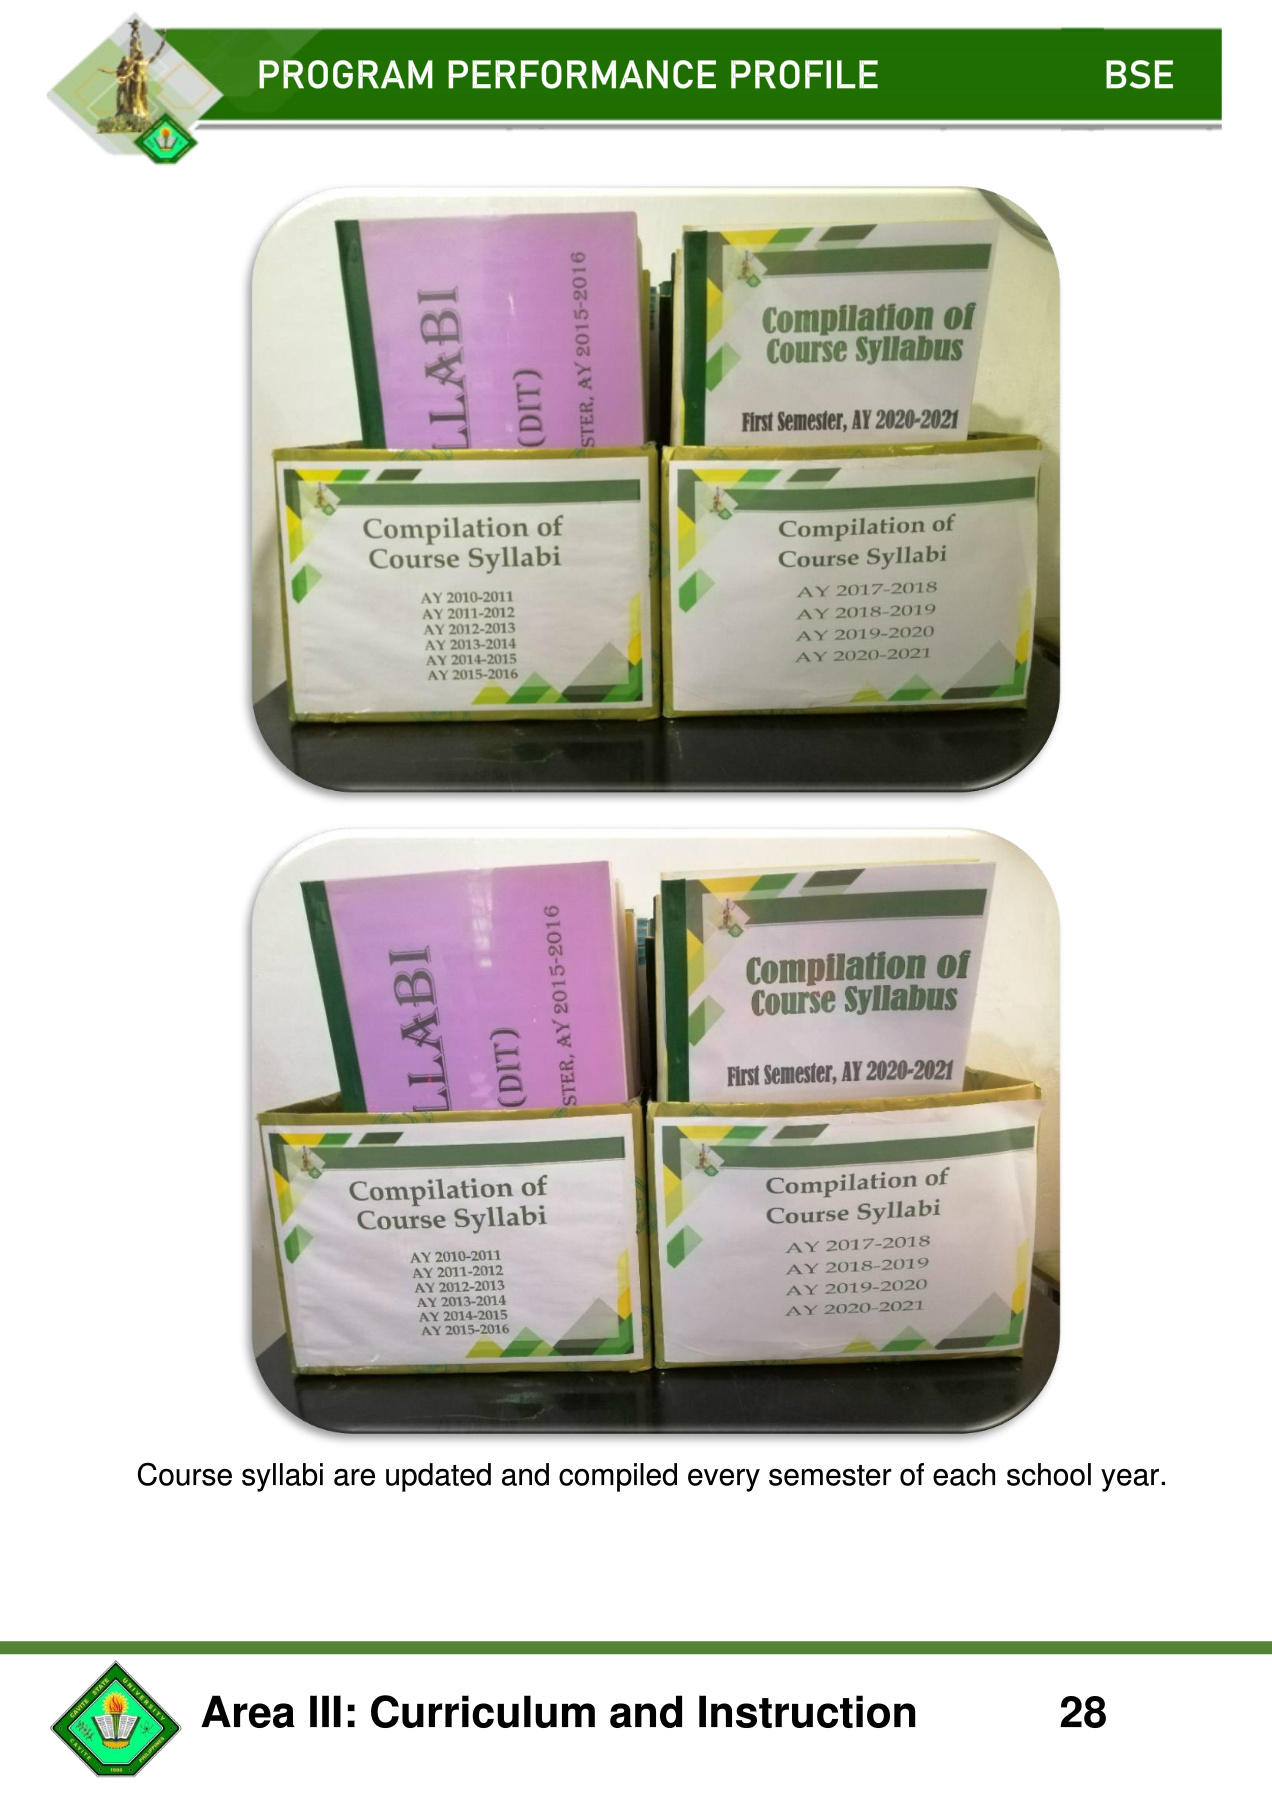 PROGRAM PERFORMANCE PROFILE BSE
LLABI
(DIT)
STER, AY 2015-2016
Compilation of
Course Syllabus
First Semester, AY 2020-2021
Compilation of
Course Syllabi
AY 2010-2011
AY 2011-2012
AY 2012-2013
AY 2013-2014
AY 2014-2015
AY 2015-2016
Compilation of
Course Syllabi
AY 2017-2018
AY 2018-2019
AY 2019-2020
AY 2020-2021
LLABI
(DIT)
STER, AY 2015-2016
Compilation of
Course Syllabus
First Semester, AY 2020-2021
Compilation of
Course Syllabi
AY 2010-2011
AY 2011-2012
AY 2012-2013
AY 2013-2014
AY 2014-2015
AY 2015-2016
Compilation of
Course Syllabi
AY 2017-2018
AY 2018-2019
AY 2019-2020
AY 2020-2021
Course syllabi are updated and compiled every semester of each school year.
CAVITE STATE UNIVERSITY
CAVITE PHILIPPINES
Area III: Curriculum and Instruction 28